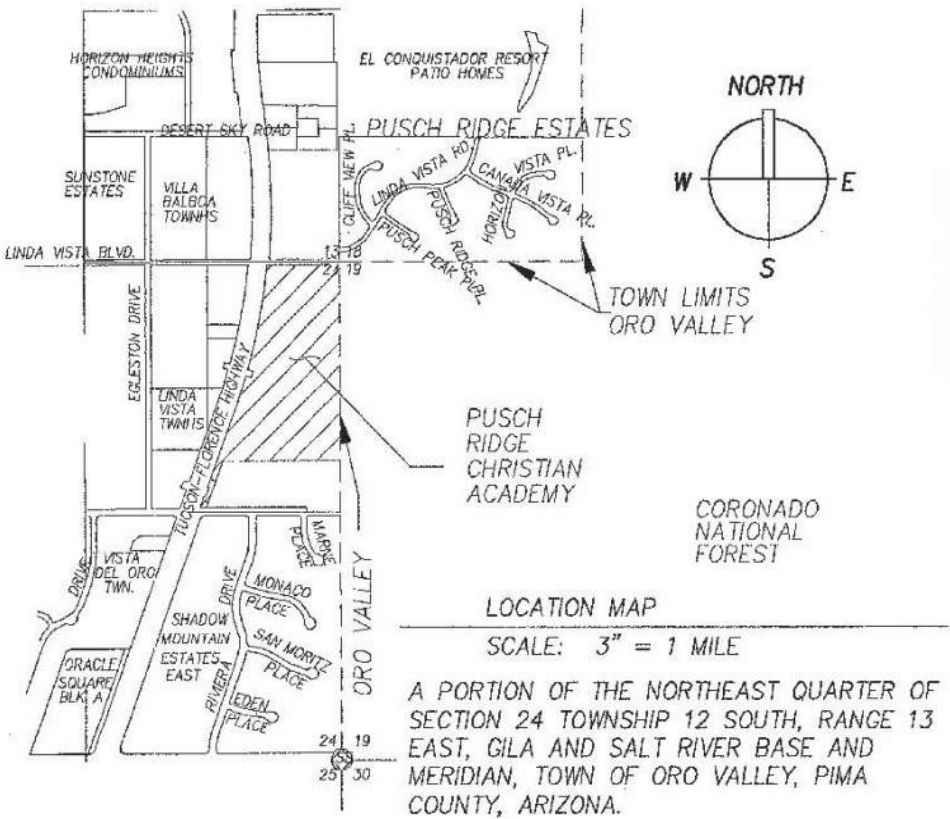 HORIZON HEIGHTS
CONDOMINIUMS
EL CONQUISTADOR RESORT
PATIO HOMES
NORTH
W
E
S
DESERT SKY ROAD
PUSCH RIDGE ESTATES
SUNSTONE
ESTATES
VILLA
BALBOA
TOWNHS
CLIFF VIEW PL.
LINDA VISTA RD.
VISTA PL.
CANADA VISTA PL.
HORIZO
PUSCH RIDGE PL.
PUSCH PEAK PL.
LINDA VISTA BLVD.
13 18
24 19
TOWN LIMITS
ORO VALLEY
EGLESTON DRIVE
LINDA
VISTA
TWNHS
TUCSON-FLORENCE HIGHWAY
PUSCH
RIDGE
CHRISTIAN
ACADEMY
CORONADO
NATIONAL
FOREST
DRIVE
VISTA
DEL ORO
TWN.
PLACE
MONACO
PLACE
SHADOW
MOUNTAIN
ESTATES
EAST
RIVIERA DRIVE
SAN MORITZ
PLACE
EDEN
PLACE
ORACLE
SQUARE
BLK A
ORO VALLEY
24 19
25 30
LOCATION MAP
SCALE: 3" = 1 MILE
A PORTION OF THE NORTHEAST QUARTER OF
SECTION 24 TOWNSHIP 12 SOUTH, RANGE 13
EAST, GILA AND SALT RIVER BASE AND
MERIDIAN, TOWN OF ORO VALLEY, PIMA
COUNTY, ARIZONA.